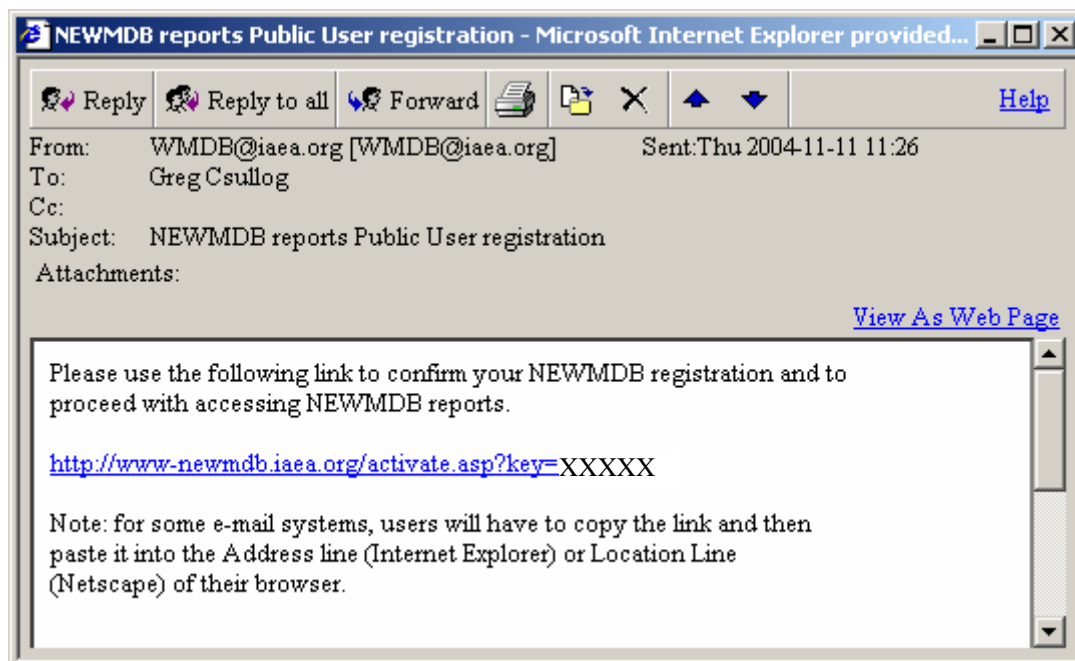 NEWMDB reports Public User registration - Microsoft Internet Explorer provided...
Reply Reply to all Forward Help
From: WMDB@iaea.org [WMDB@iaea.org] Sent:Thu 2004-11-11 11:26
To: Greg Csullog
Cc:
Subject: NEWMDB reports Public User registration
Attachments:
View As Web Page
Please use the following link to confirm your NEWMDB registration and to
proceed with accessing NEWMDB reports.
http://www-newmdb.iaea.org/activate.asp?key=XXXXX
Note: for some e-mail systems, users will have to copy the link and then
paste it into the Address line (Internet Explorer) or Location Line
(Netscape) of their browser.